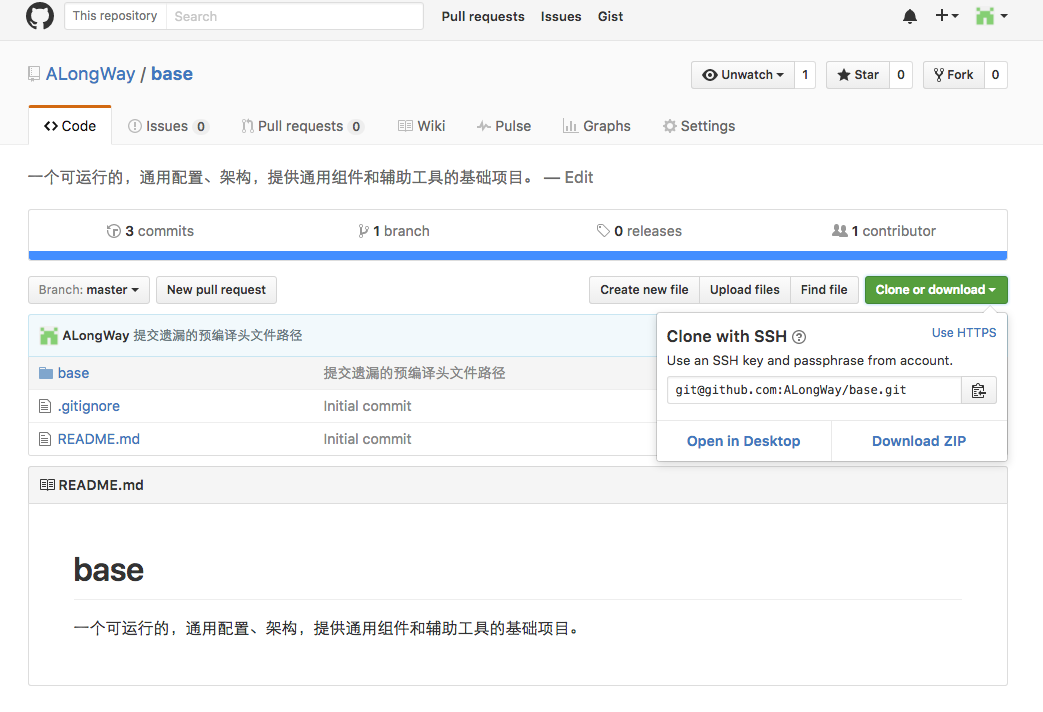 This repository Search Pull requests Issues Gist
ALongWay / base Unwatch 1 Star 0 Fork 0
Code Issues 0 Pull requests 0 Wiki Pulse Graphs Settings
一个可运行的，通用配置、架构，提供通用组件和辅助工具的基础项目。 — Edit
3 commits 1 branch 0 releases 1 contributor
Branch: master New pull request Create new file Upload files Find file Clone or download
ALongWay 提交遗漏的预编译头文件路径
Clone with SSH ? Use HTTPS
Use an SSH key and passphrase from account.
git@github.com:ALongWay/base.git
Open in Desktop Download ZIP
base 提交遗漏的预编译头文件路径
.gitignore Initial commit
README.md Initial commit
README.md
base
一个可运行的，通用配置、架构，提供通用组件和辅助工具的基础项目。